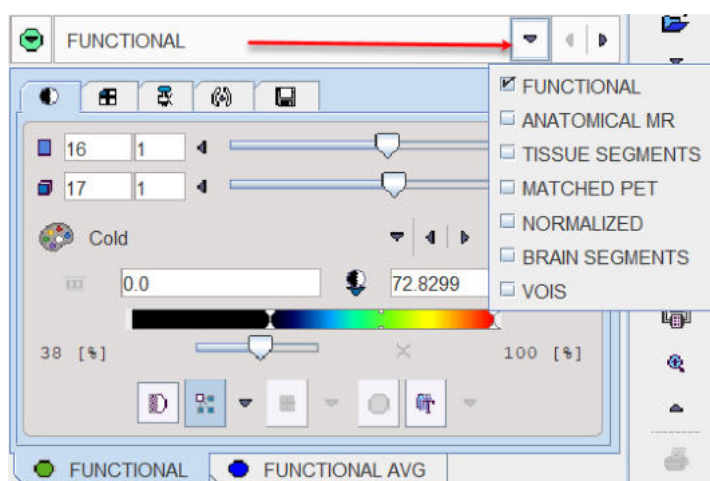 FUNCTIONAL
FUNCTIONAL
ANATOMICAL MR
TISSUE SEGMENTS
MATCHED PET
NORMALIZED
BRAIN SEGMENTS
VOIS
16 1
17 1
Cold
0.0 72.8299
38 [%] 100 [%]
FUNCTIONAL FUNCTIONAL AVG